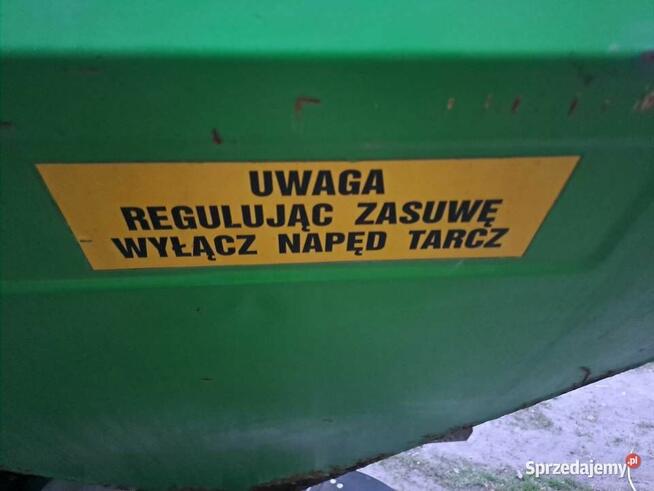 UWAGA
REGULUJĄC ZASUWĘ
WYŁĄCZ NAPĘD TARCZ
Sprzedajemy.pl